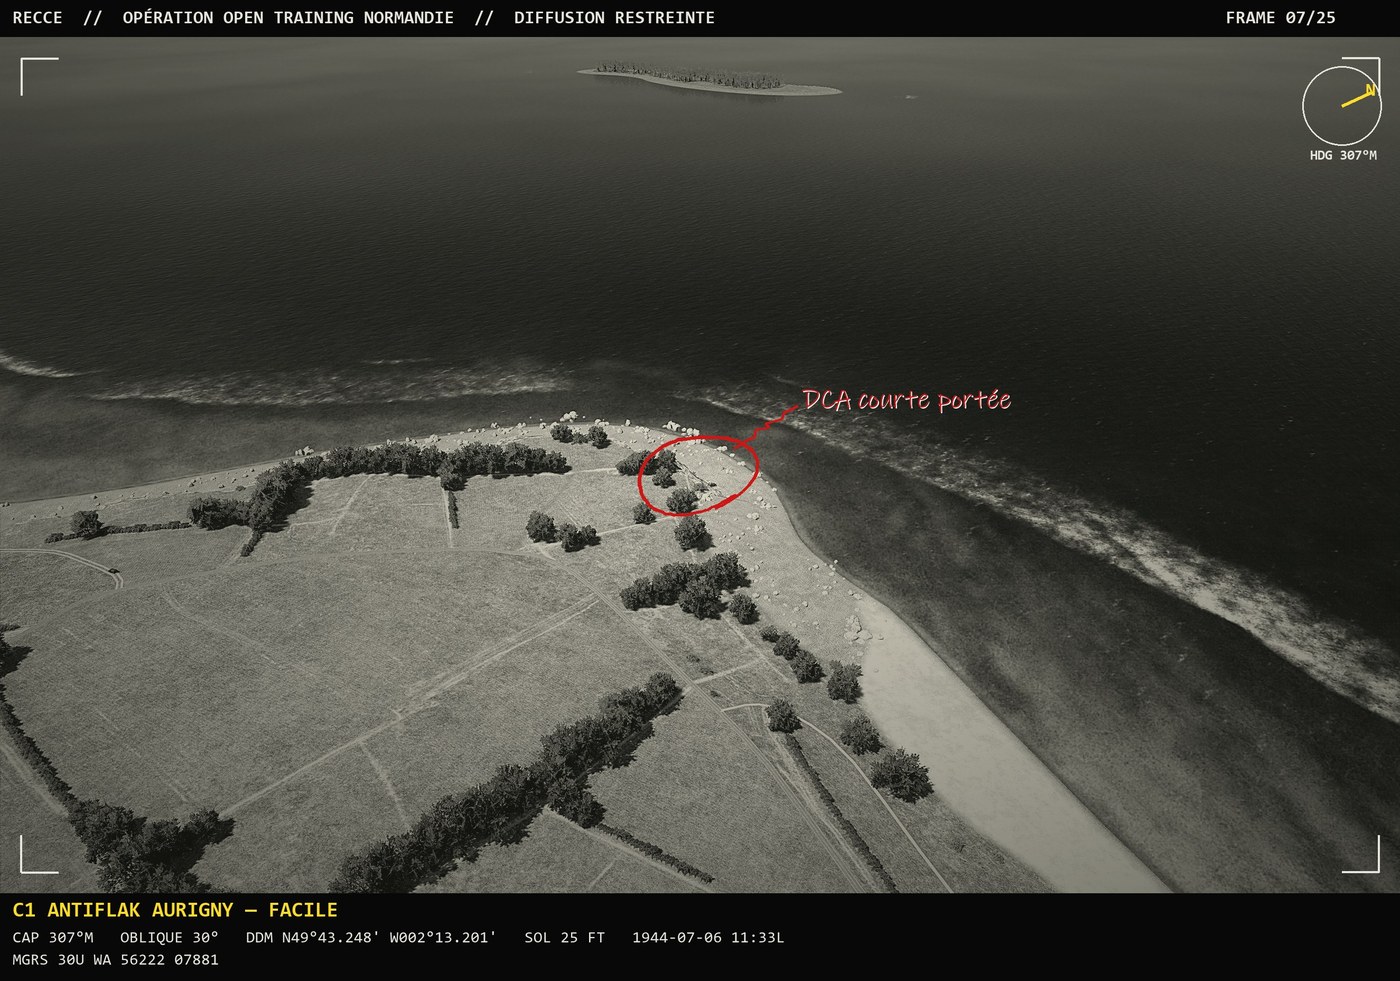 RECCE // OPÉRATION OPEN TRAINING NORMANDIE // DIFFUSION RESTREINTE FRAME 07/25
N
HDG 307°M
DCA courte portée
C1 ANTIFLAK AURIGNY — FACILE
CAP 307°M OBLIQUE 30° DDM N49°43.248' W002°13.201' SOL 25 FT 1944-07-06 11:33L
MGRS 30U WA 56222 07881